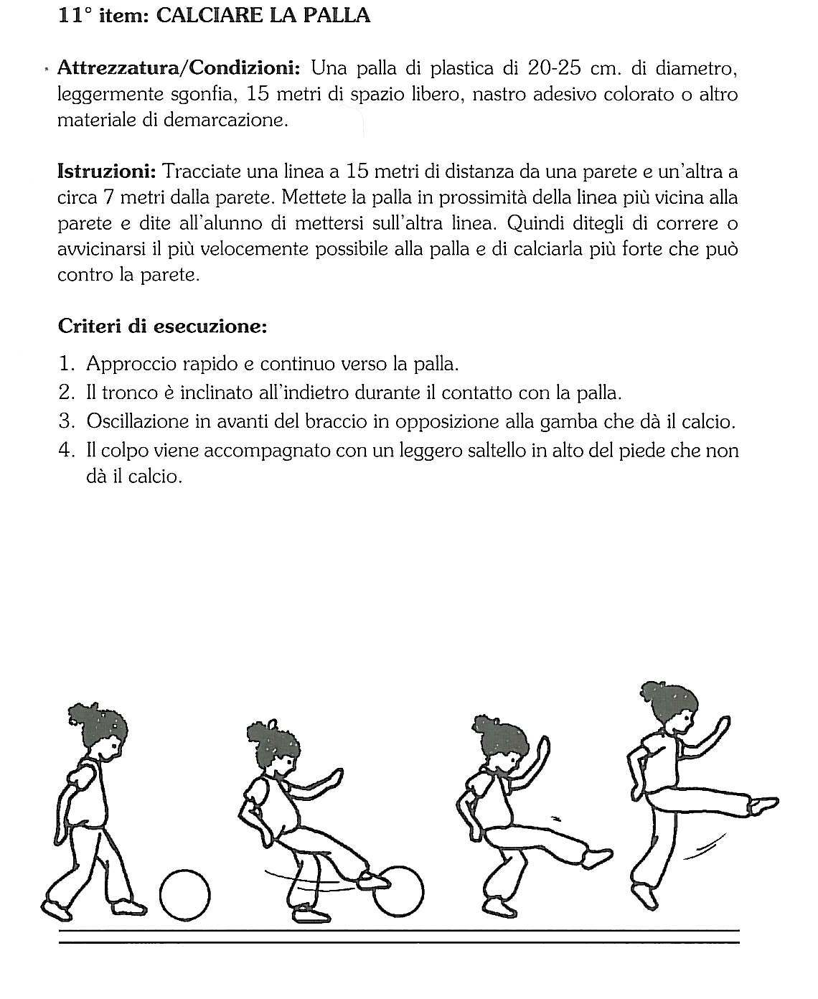 11° item: CALCIARE LA PALLA
Attrezzatura/Condizioni: Una palla di plastica di 20-25 cm. di diametro,
leggermente sgonfia, 15 metri di spazio libero, nastro adesivo colorato o altro
materiale di demarcazione.
Istruzioni: Tracciate una linea a 15 metri di distanza da una parete e un'altra a
circa 7 metri dalla parete. Mettete la palla in prossimità della linea più vicina alla
parete e dite all'alunno di mettersi sull'altra linea. Quindi ditegli di correre o
avvicinarsi il più velocemente possibile alla palla e di calciarla più forte che può
contro la parete.
Criteri di esecuzione:
1. Approccio rapido e continuo verso la palla.
2. Il tronco è inclinato all'indietro durante il contatto con la palla.
3. Oscillazione in avanti del braccio in opposizione alla gamba che dà il calcio.
4. Il colpo viene accompagnato con un leggero saltello in alto del piede che non
dà il calcio.